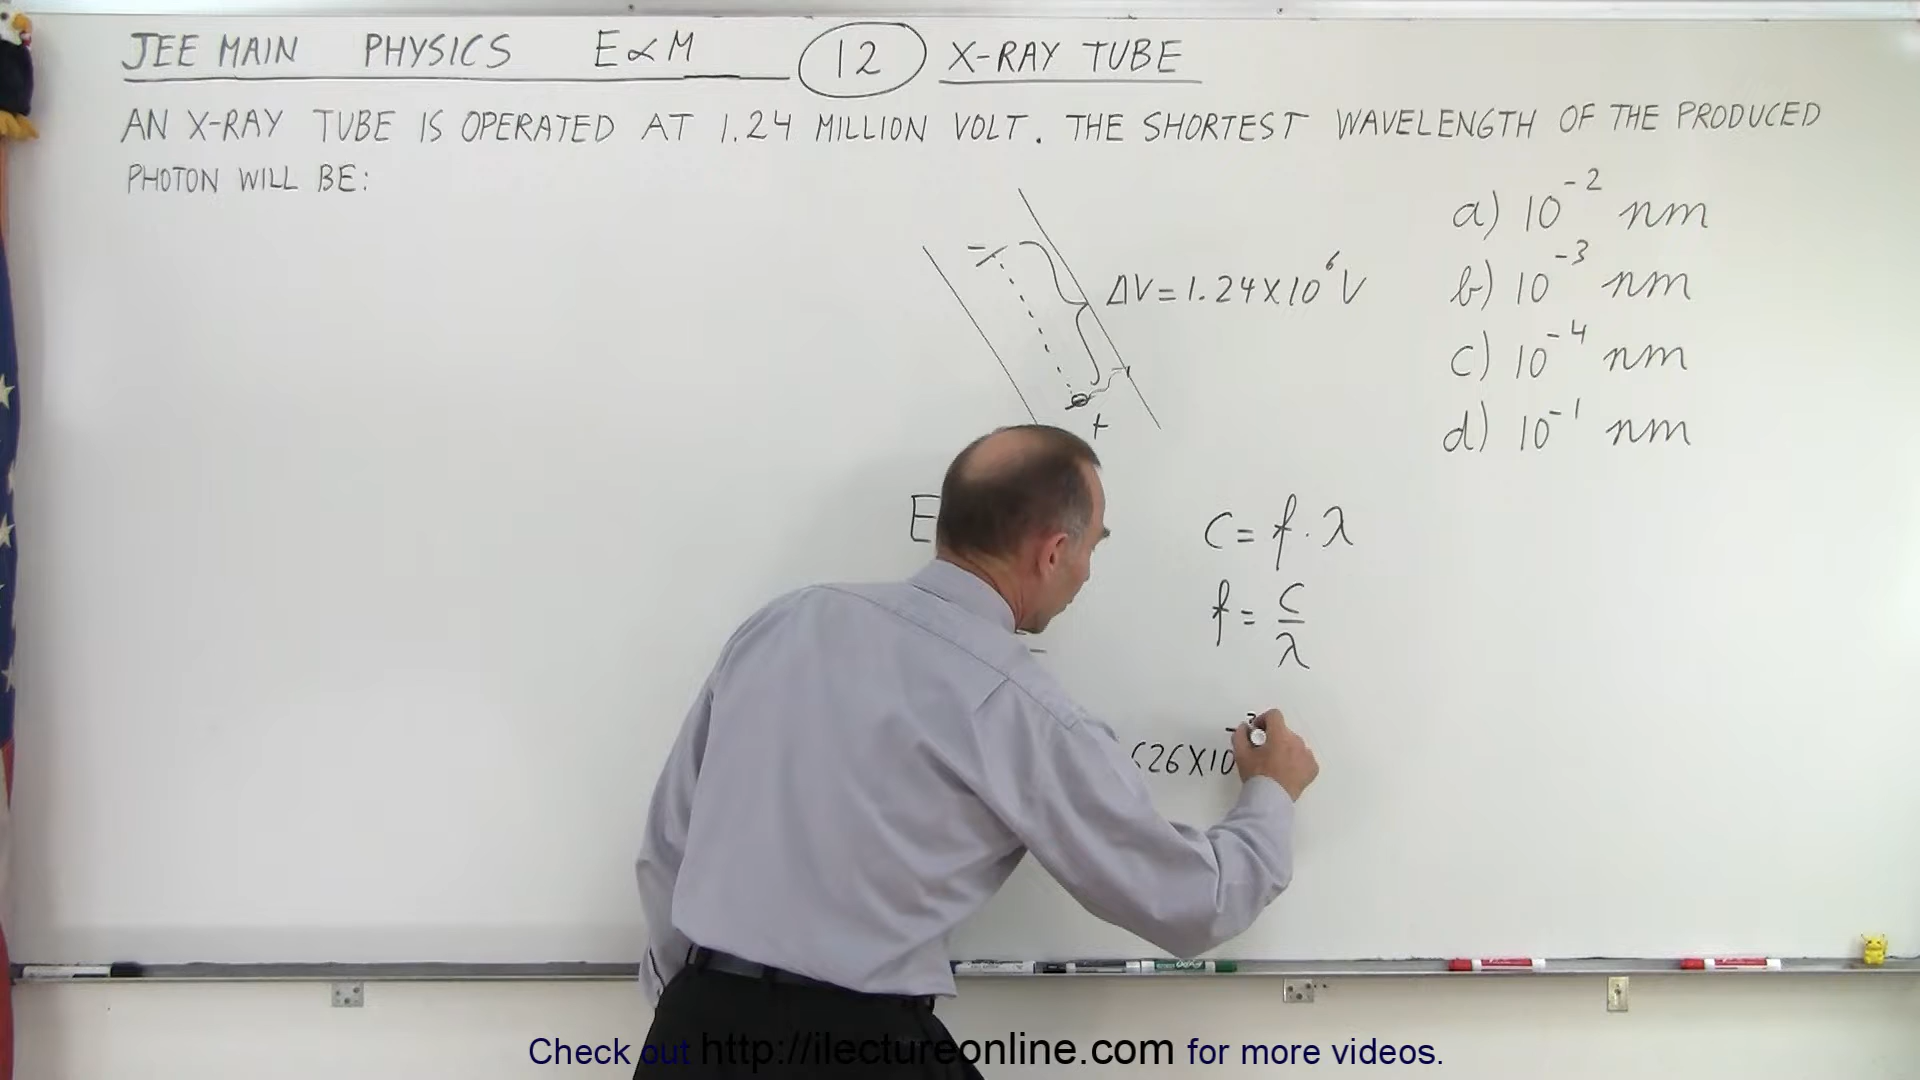 JEE MAIN PHYSICS E∝M 12 X-RAY TUBE
AN X-RAY TUBE IS OPERATED AT 1.24 MILLION VOLT. THE SHORTEST WAVELENGTH OF THE PRODUCED
PHOTON WILL BE:
a) 10⁻² nm
b) 10⁻³ nm
c) 10⁻⁴ nm
d) 10⁻¹ nm
−
ΔV = 1.24X10⁶ V
+
E
C = f · λ
f = C/λ
626X10
Check out http://ilectureonline.com for more videos.